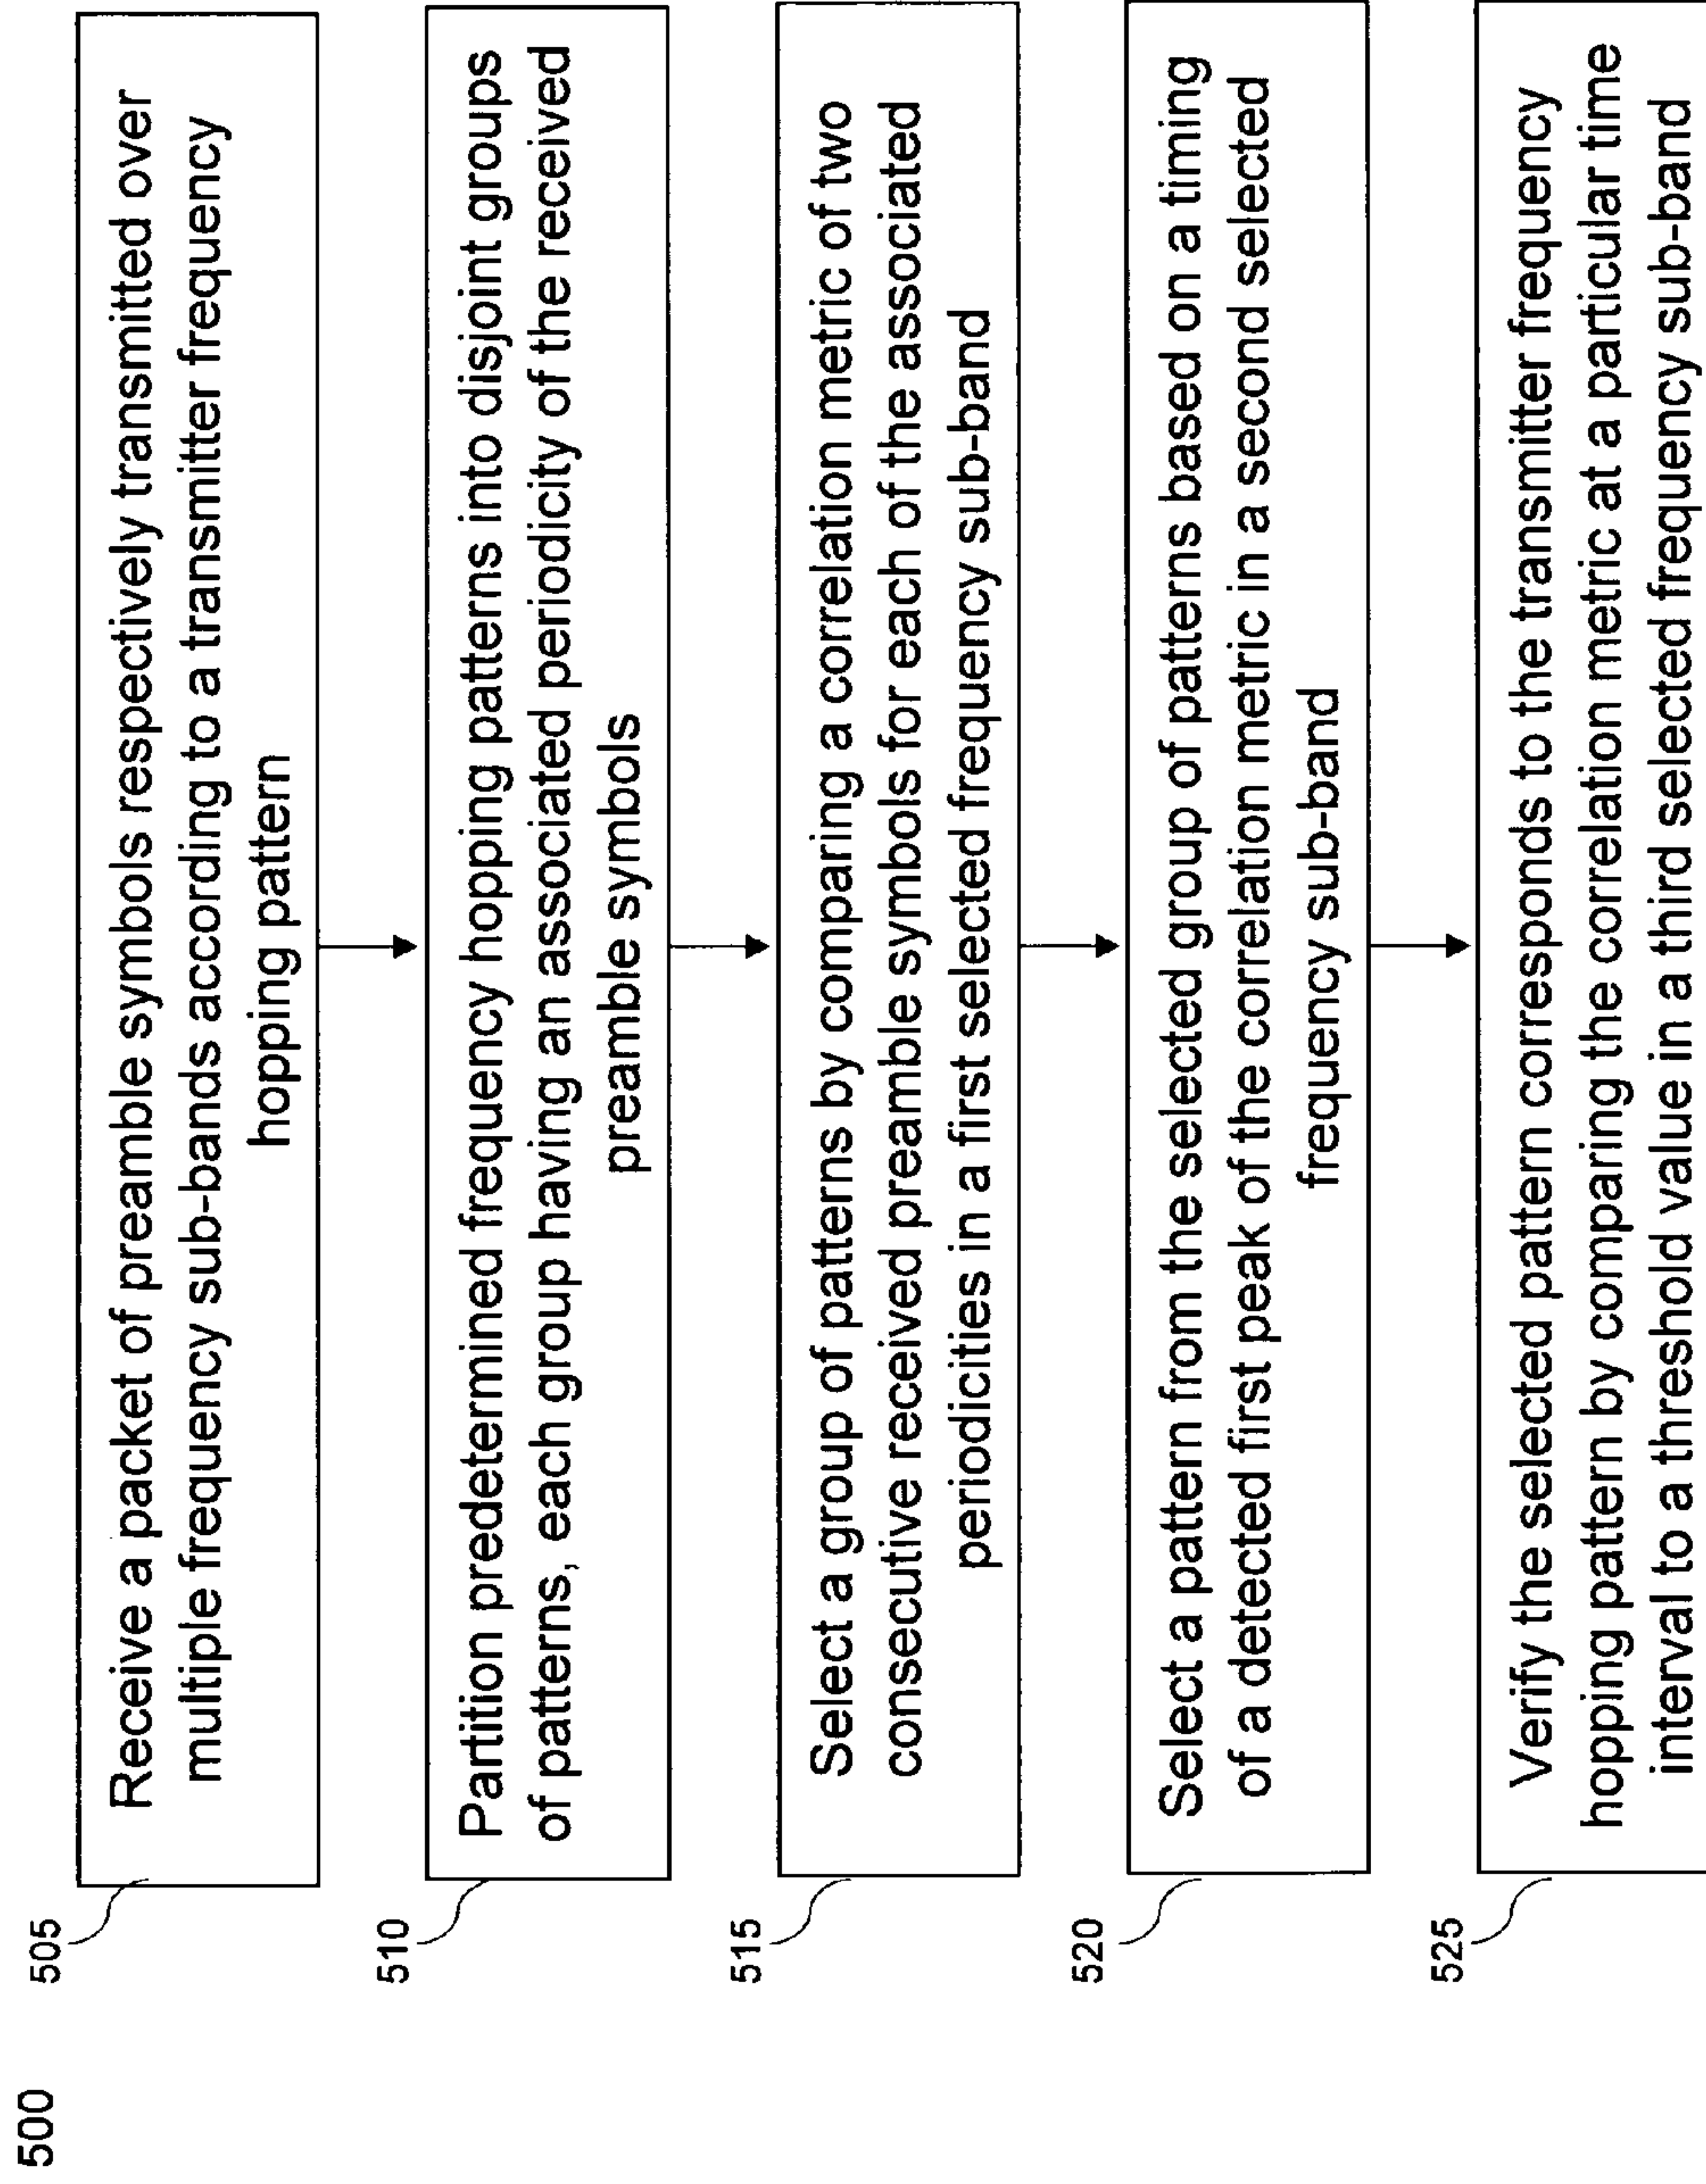 500
505
Receive a packet of preamble symbols respectively transmitted over
multiple frequency sub-bands according to a transmitter frequency
hopping pattern
510
Partition predetermined frequency hopping patterns into disjoint groups
of patterns, each group having an associated periodicity of the received
preamble symbols
515
Select a group of patterns by comparing a correlation metric of two
consecutive received preamble symbols for each of the associated
periodicities in a first selected frequency sub-band
520
Select a pattern from the selected group of patterns based on a timing
of a detected first peak of the correlation metric in a second selected
frequency sub-band
525
Verify the selected pattern corresponds to the transmitter frequency
hopping pattern by comparing the correlation metric at a particular time
interval to a threshold value in a third selected frequency sub-band